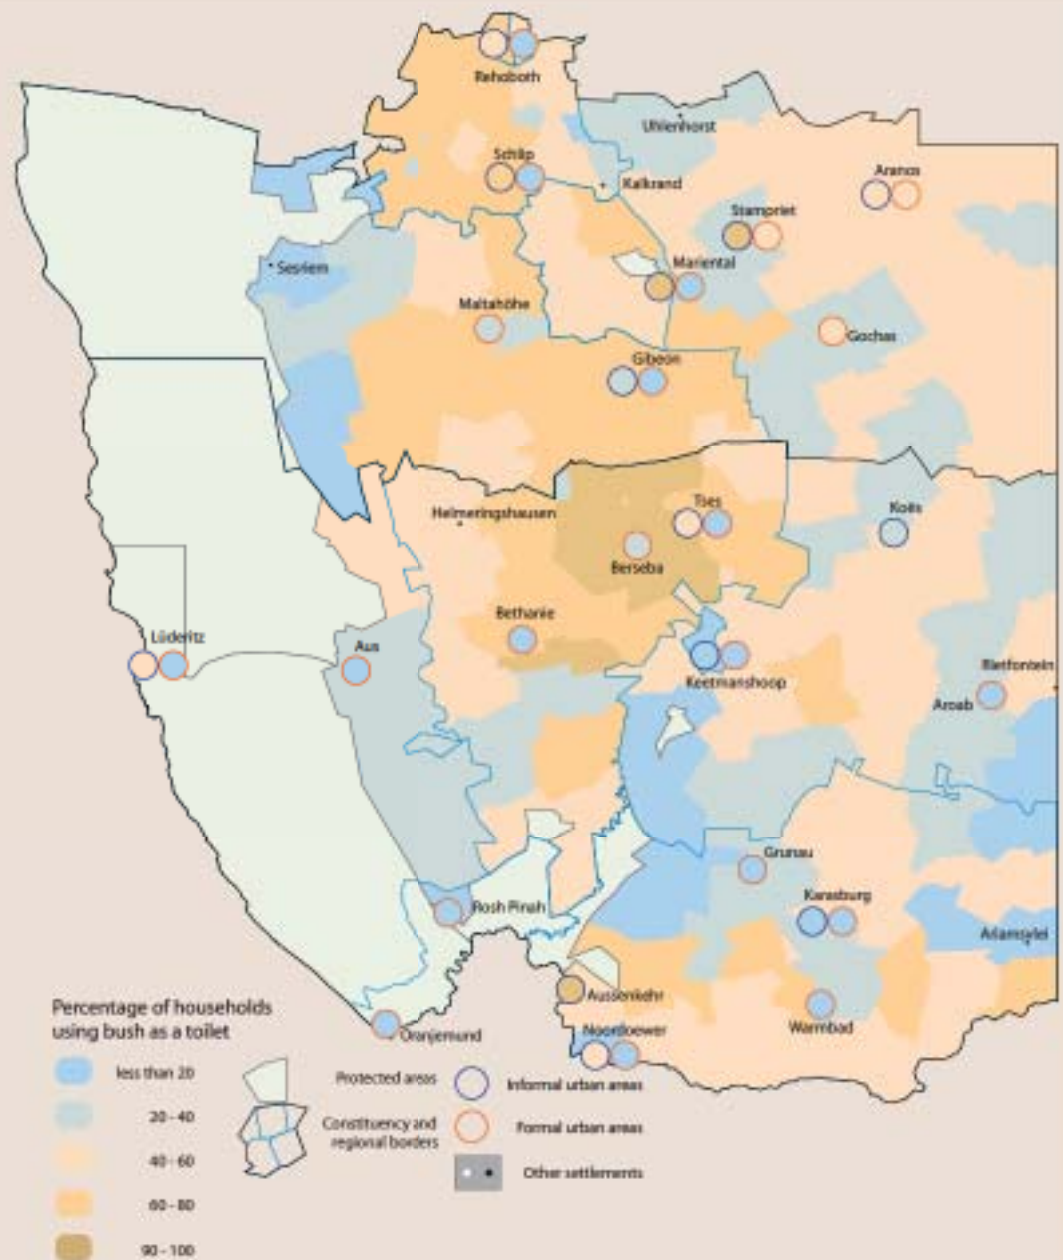 Rehoboth
Uhlenhorst
Schlip
Kalkrand
Aranos
Stampriet
Mariental
Sesriem
Maltahöhe
Gochas
Gibeon
Helmeringshausen
Tses
Koës
Berseba
Bethanie
Lüderitz
Aus
Keetmanshoop
Rietfontein
Aroab
Grunau
Karasburg
Rosh Pinah
Ariamsvlei
Aussenkehr
Warmbad
Oranjemund
Noordoewer
Percentage of households
using bush as a toilet
less than 20
20 - 40
40 - 60
60 - 80
90 - 100
Protected areas
Constituency and
regional borders
Informal urban areas
Formal urban areas
Other settlements